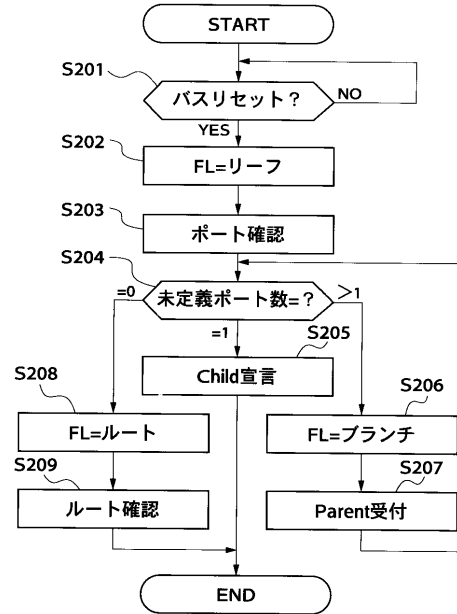 START
S201
バスリセット？
NO
YES
S202
FL=リーフ
S203
ポート確認
S204
未定義ポート数=？
=0
>1
=1
S205
Child宣言
S208
FL=ルート
S206
FL=ブランチ
S209
ルート確認
S207
Parent受付
END